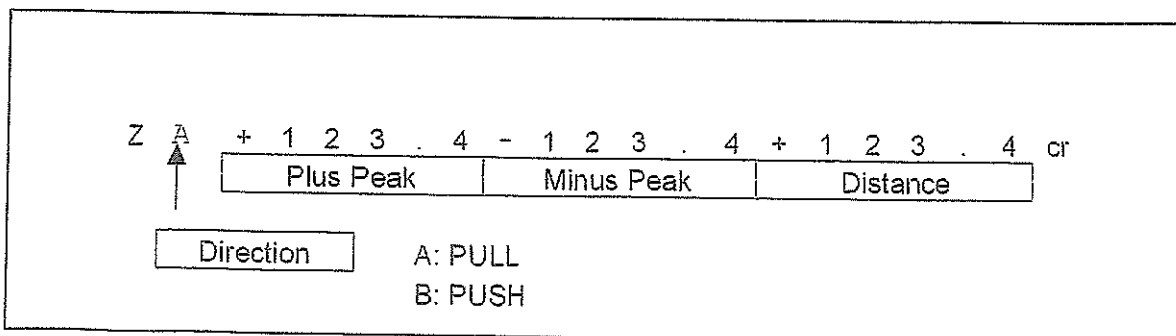 Z A + 1 2 3 . 4 - 1 2 3 . 4 + 1 2 3 . 4 cr
Plus Peak Minus Peak Distance
Direction A: PULL
B: PUSH